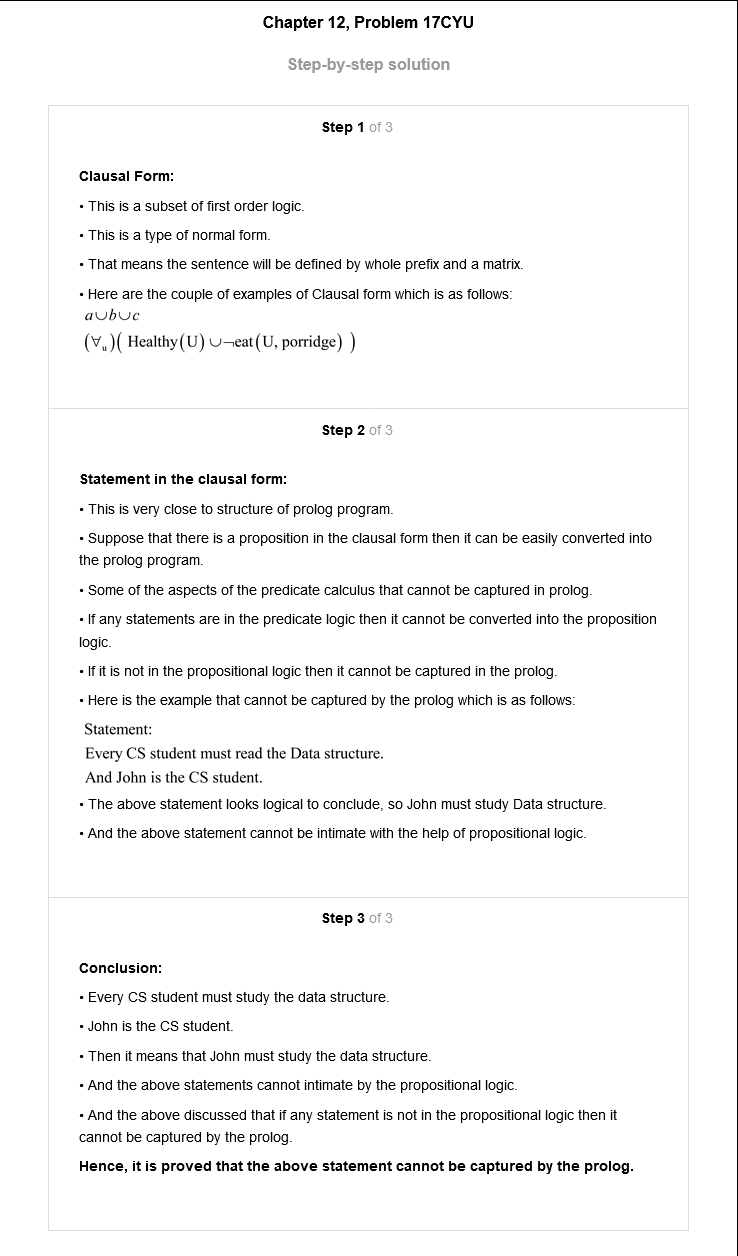 Chapter 12, Problem 17CYU
Step-by-step solution
Step 1 of 3
Clausal Form:
• This is a subset of first order logic.
• This is a type of normal form.
• That means the sentence will be defined by whole prefix and a matrix.
• Here are the couple of examples of Clausal form which is as follows:
a∪b∪c
(∀u)( Healthy(U) ∪¬eat(U, porridge) )
Step 2 of 3
Statement in the clausal form:
• This is very close to structure of prolog program.
• Suppose that there is a proposition in the clausal form then it can be easily converted into
the prolog program.
• Some of the aspects of the predicate calculus that cannot be captured in prolog.
• If any statements are in the predicate logic then it cannot be converted into the proposition
logic.
• If it is not in the propositional logic then it cannot be captured in the prolog.
• Here is the example that cannot be captured by the prolog which is as follows:
Statement:
Every CS student must read the Data structure.
And John is the CS student.
• The above statement looks logical to conclude, so John must study Data structure.
• And the above statement cannot be intimate with the help of propositional logic.
Step 3 of 3
Conclusion:
• Every CS student must study the data structure.
• John is the CS student.
• Then it means that John must study the data structure.
• And the above statements cannot intimate by the propositional logic.
• And the above discussed that if any statement is not in the propositional logic then it
cannot be captured by the prolog.
Hence, it is proved that the above statement cannot be captured by the prolog.